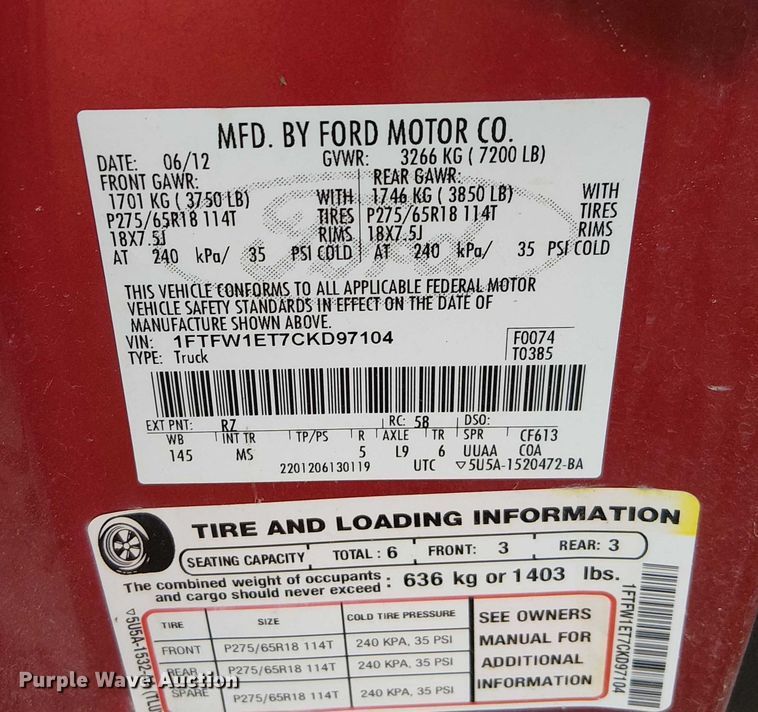 MFD. BY FORD MOTOR CO.
DATE: 06/12 GVWR: 3266 KG ( 7200 LB)
FRONT GAWR: REAR GAWR:
1701 KG ( 3750 LB) WITH 1746 KG ( 3850 LB) WITH
P275/65R18 114T TIRES P275/65R18 114T TIRES
18X7.5J RIMS 18X7.5J RIMS
AT 240 kPa/ 35 PSI COLD AT 240 kPa/ 35 PSI COLD
Ford
THIS VEHICLE CONFORMS TO ALL APPLICABLE FEDERAL MOTOR
VEHICLE SAFETY STANDARDS IN EFFECT ON THE DATE OF
MANUFACTURE SHOWN ABOVE.
VIN: 1FTFW1ET7CKD97104 F0074
TYPE: Truck T0385
EXT PNT: RZ RC: 58 DSO:
WB INT TR TP/PS R AXLE TR SPR CF613
145 MS 5 L9 6 UUAA COA
2201206130119 UTC ▽5U5A-1520472-BA
TIRE AND LOADING INFORMATION
SEATING CAPACITY TOTAL : 6 FRONT: 3 REAR: 3
The combined weight of occupants and cargo should never exceed : 636 kg or 1403 lbs.
TIRE SIZE COLD TIRE PRESSURE
FRONT P275/65R18 114T 240 KPA, 35 PSI
REAR P275/65R18 114T 240 KPA, 35 PSI
SPARE P275/65R18 114T 240 KPA, 35 PSI
SEE OWNERS
MANUAL FOR
ADDITIONAL
INFORMATION
1FTFW1ET7CKD97104
Purple Wave Auction